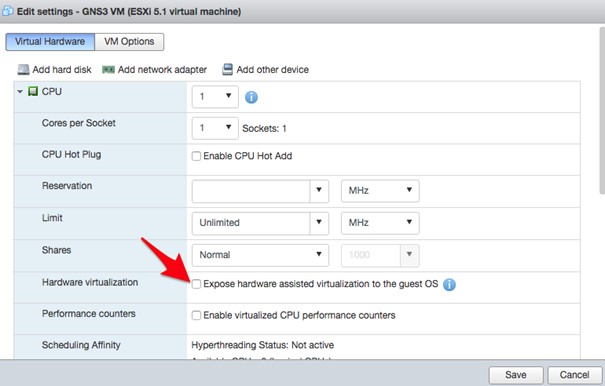 Edit settings - GNS3 VM (ESXi 5.1 virtual machine)
Virtual Hardware VM Options
Add hard disk Add network adapter Add other device
CPU 1
Cores per Socket 1 Sockets: 1
CPU Hot Plug Enable CPU Hot Add
Reservation MHz
Limit Unlimited MHz
Shares Normal 1000
Hardware virtualization Expose hardware assisted virtualization to the guest OS
Performance counters Enable virtualized CPU performance counters
Scheduling Affinity Hyperthreading Status: Not active
Save Cancel